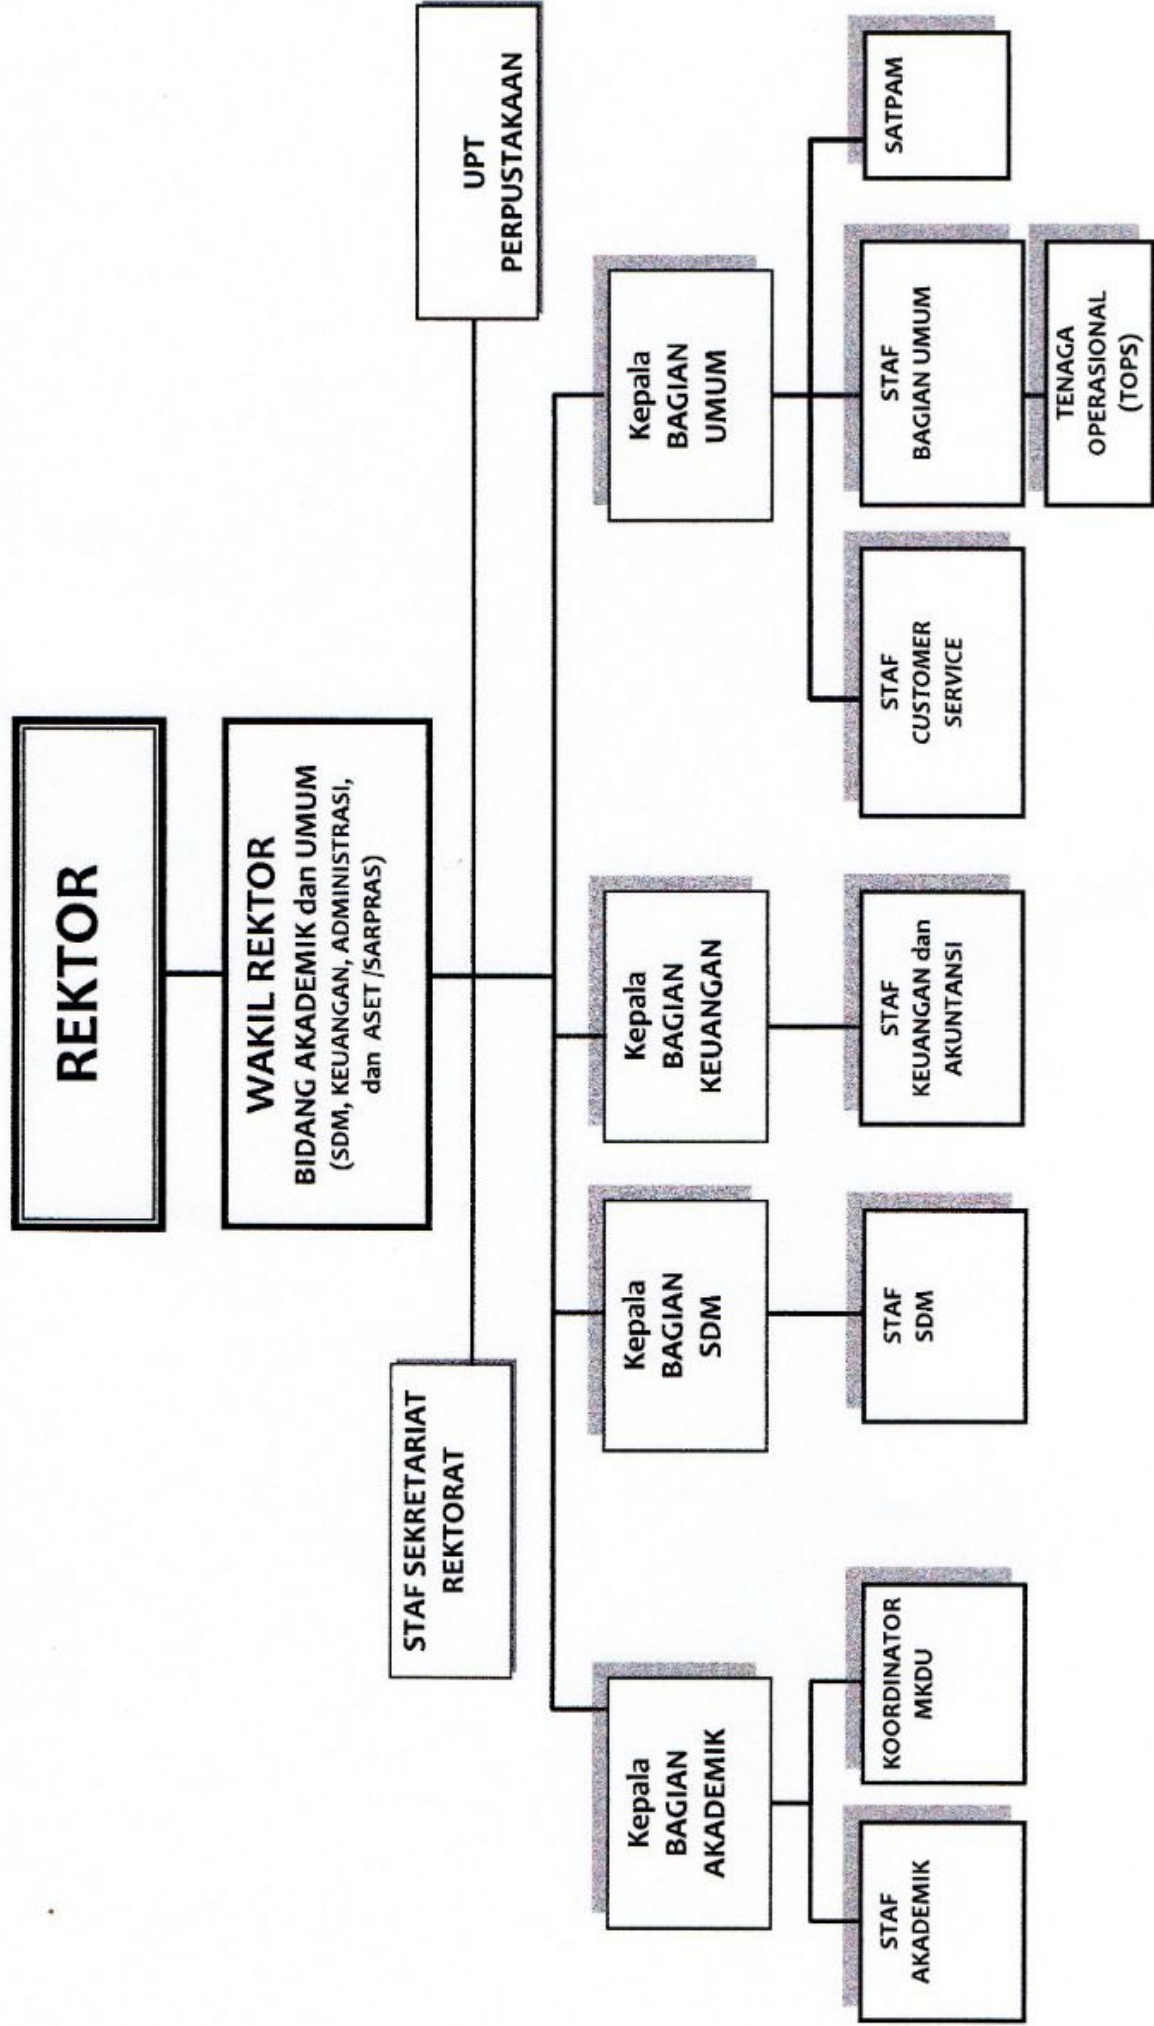 REKTOR
WAKIL REKTOR
BIDANG AKADEMIK dan UMUM
(SDM, KEUANGAN, ADMINISTRASI,
dan ASET /SARPRAS)
STAF SEKRETARIAT
REKTORAT
UPT
PERPUSTAKAAN
Kepala
BAGIAN
AKADEMIK
Kepala
BAGIAN
SDM
Kepala
BAGIAN
KEUANGAN
Kepala
BAGIAN
UMUM
STAF
AKADEMIK
KOORDINATOR
MKDU
STAF
SDM
STAF
KEUANGAN dan
AKUNTANSI
STAF
CUSTOMER
SERVICE
STAF
BAGIAN UMUM
SATPAM
TENAGA
OPERASIONAL
(TOPS)